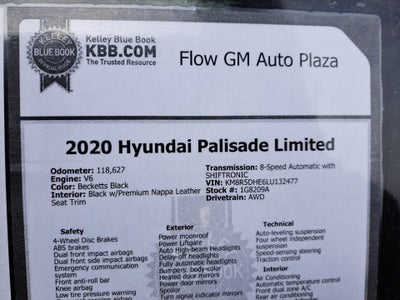 KELLEY
BLUE BOOK
Kelley Blue Book
KBB.COM
The Trusted Resource
Flow GM Auto Plaza
2020 Hyundai Palisade Limited
Odometer: 118,627
Engine: V6
Color: Becketts Black
Interior: Black w/Premium Nappa Leather
Seat Trim
Transmission: 8-Speed Automatic with
SHIFTRONIC
VIN: KM8R5DHE6LU132477
Stock #: 1G8209A
Drivetrain: AWD
Safety
4-Wheel Disc Brakes
ABS brakes
Dual front impact airbags
Dual front side impact airbags
Emergency communication
system
Front anti-roll bar
Knee airbag
Low tire pressure warning
Exterior
Power moonroof
Power Liftgate
Auto High-beam Headlights
Delay-off headlights
Fully automatic headlights
Bumpers: body-color
Heated door mirrors
Power door mirrors
Spoiler
Turn signal indicator mirrors
Technical
Auto-leveling suspension
Four wheel independent
suspension
Speed-sensing steering
Traction control
Interior
Air Conditioning
Automatic temperature control
Front dual zone A/C
Rear air conditioning